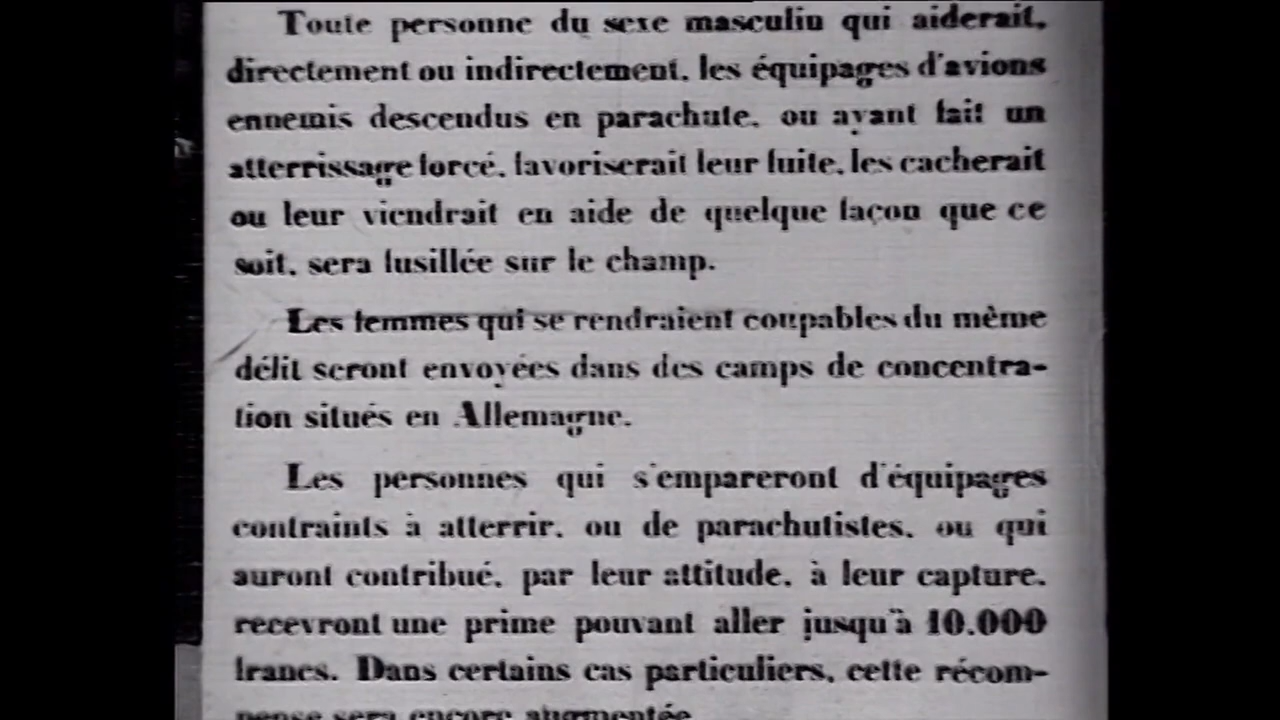 Toute personne du sexe masculin qui aiderait,
directement ou indirectement, les équipages d'avions
ennemis descendus en parachute, ou ayant fait un
atterrissage forcé, favoriserait leur fuite, les cacherait
ou leur viendrait en aide de quelque façon que ce
soit, sera fusillée sur le champ.
Les femmes qui se rendraient coupables du même
délit seront envoyées dans des camps de concentra-
tion situés en Allemagne.
Les personnes qui s'empareront d'équipages
contraints à atterrir, ou de parachutistes, ou qui
auront contribué, par leur attitude, à leur capture,
recevront une prime pouvant aller jusqu'à 10.000
francs. Dans certains cas particuliers, cette récom-
pense sera encore augmentée